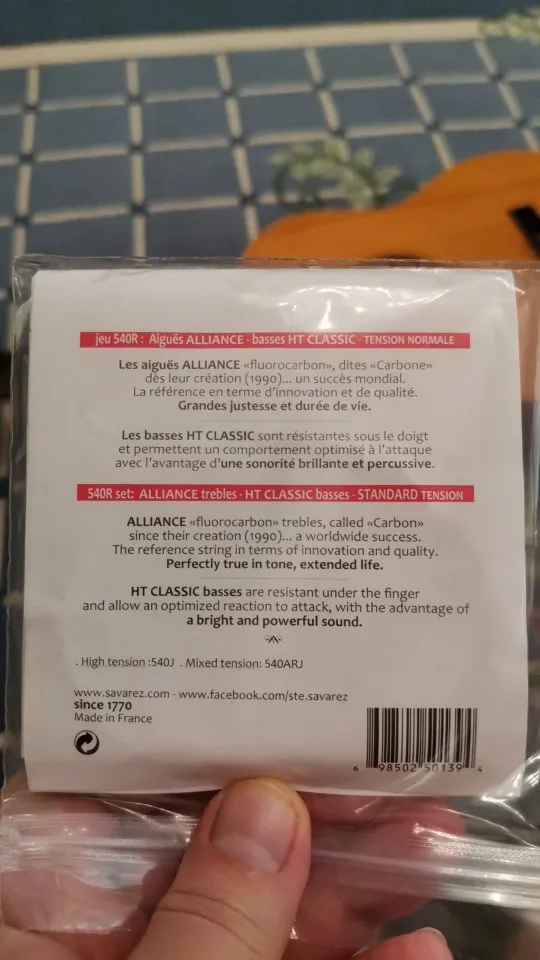 jeu 540R : Aiguës ALLIANCE - basses HT CLASSIC - TENSION NORMALE
Les aiguës ALLIANCE «fluorocarbon», dites «Carbone»
dès leur création (1990)... un succès mondial.
La référence en terme d'innovation et de qualité.
Grandes justesse et durée de vie.
Les basses HT CLASSIC sont résistantes sous le doigt
et permettent un comportement optimisé à l'attaque
avec l'avantage d'une sonorité brillante et percussive.
540R set: ALLIANCE trebles - HT CLASSIC basses - STANDARD TENSION
ALLIANCE «fluorocarbon» trebles, called «Carbon»
since their creation (1990)... a worldwide success.
The reference string in terms of innovation and quality.
Perfectly true in tone, extended life.
HT CLASSIC basses are resistant under the finger
and allow an optimized reaction to attack, with the advantage of
a bright and powerful sound.
. High tension :540J . Mixed tension: 540ARJ
www.savarez.com - www.facebook.com/ste.savarez
since 1770
Made in France
6 98502 50139 4